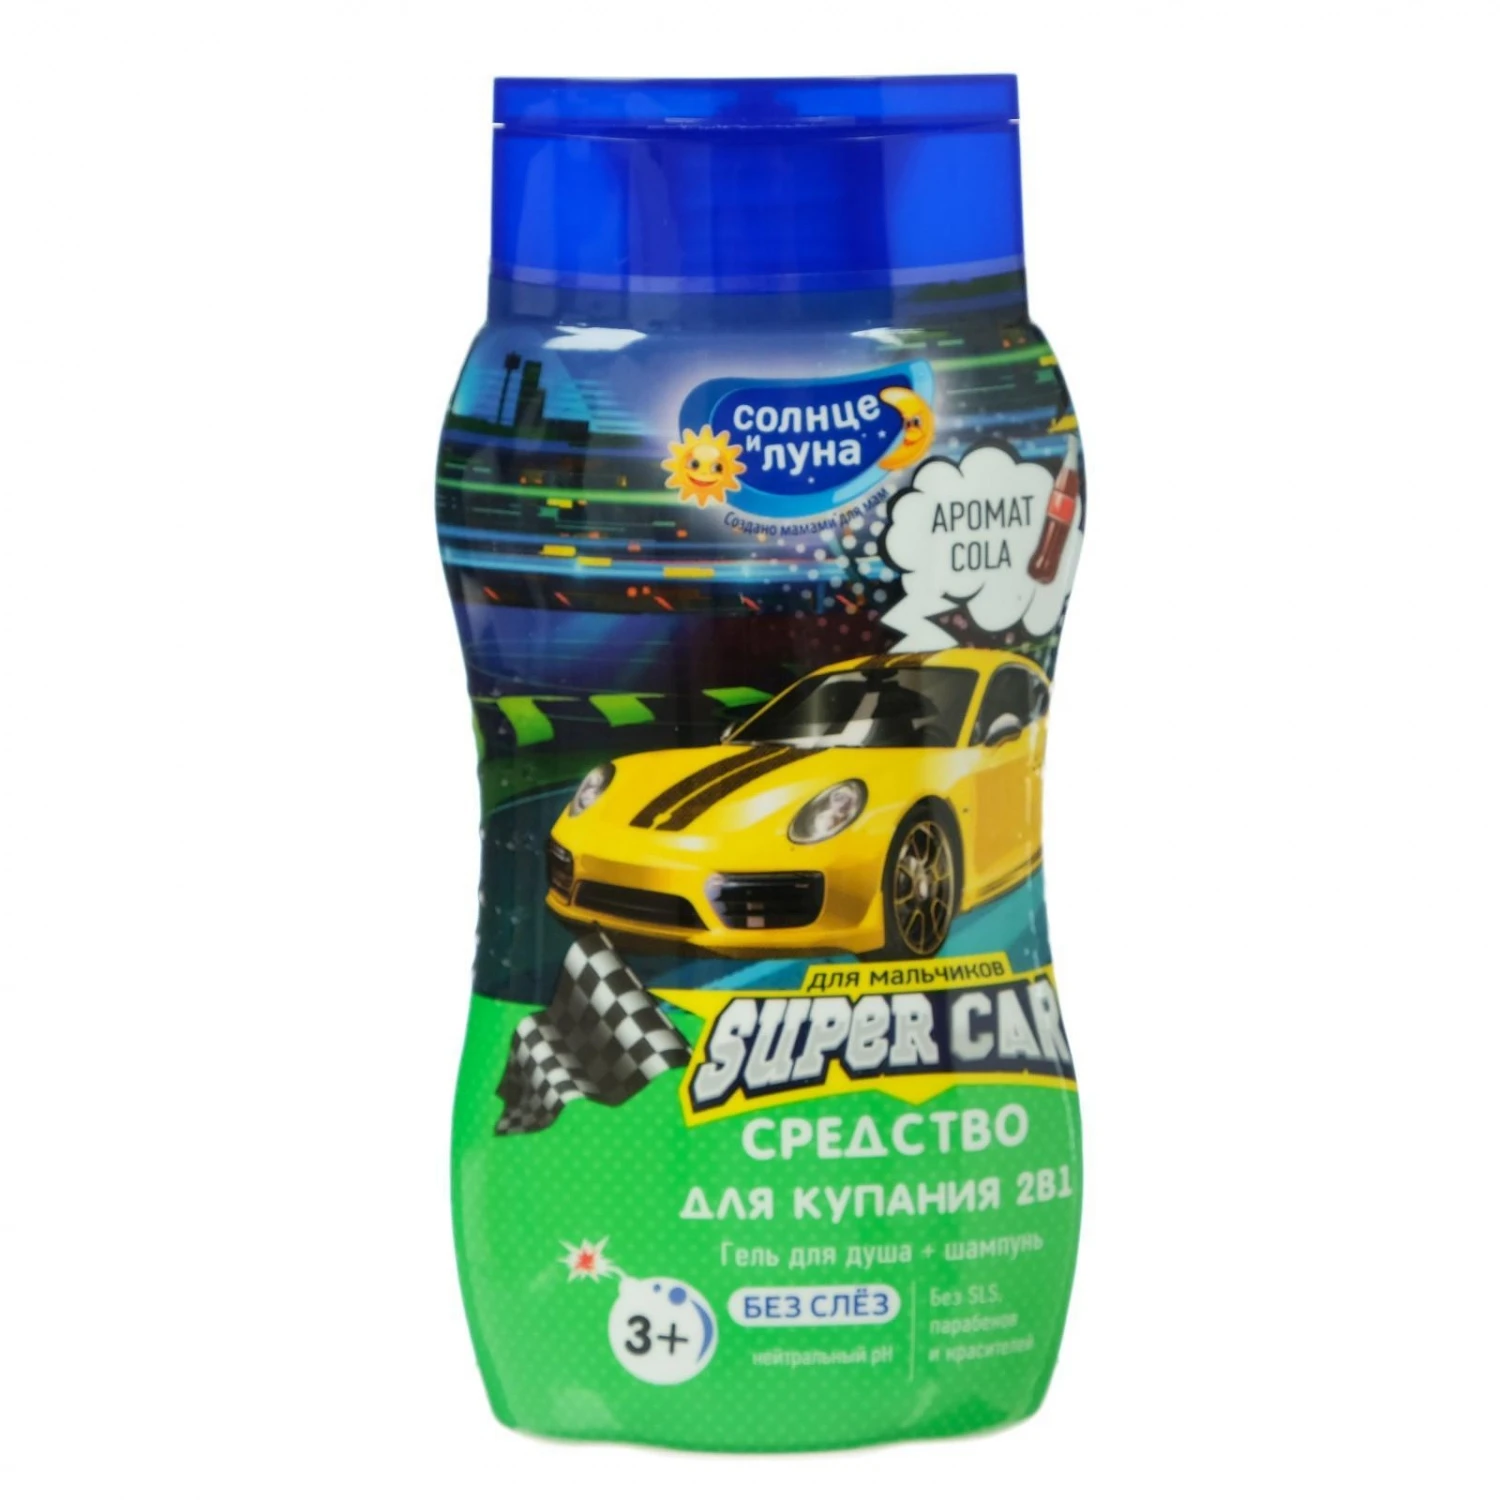 солнце
и
луна
Создано мамами для мам
АРОМАТ
COLA
для мальчиков
SUPER CAR
СРЕДСТВО
ДЛЯ КУПАНИЯ 2В1
Гель для душа + шампунь
3+
БЕЗ СЛЁЗ
нейтральный pH
Без SLS,
парабенов
и красителей